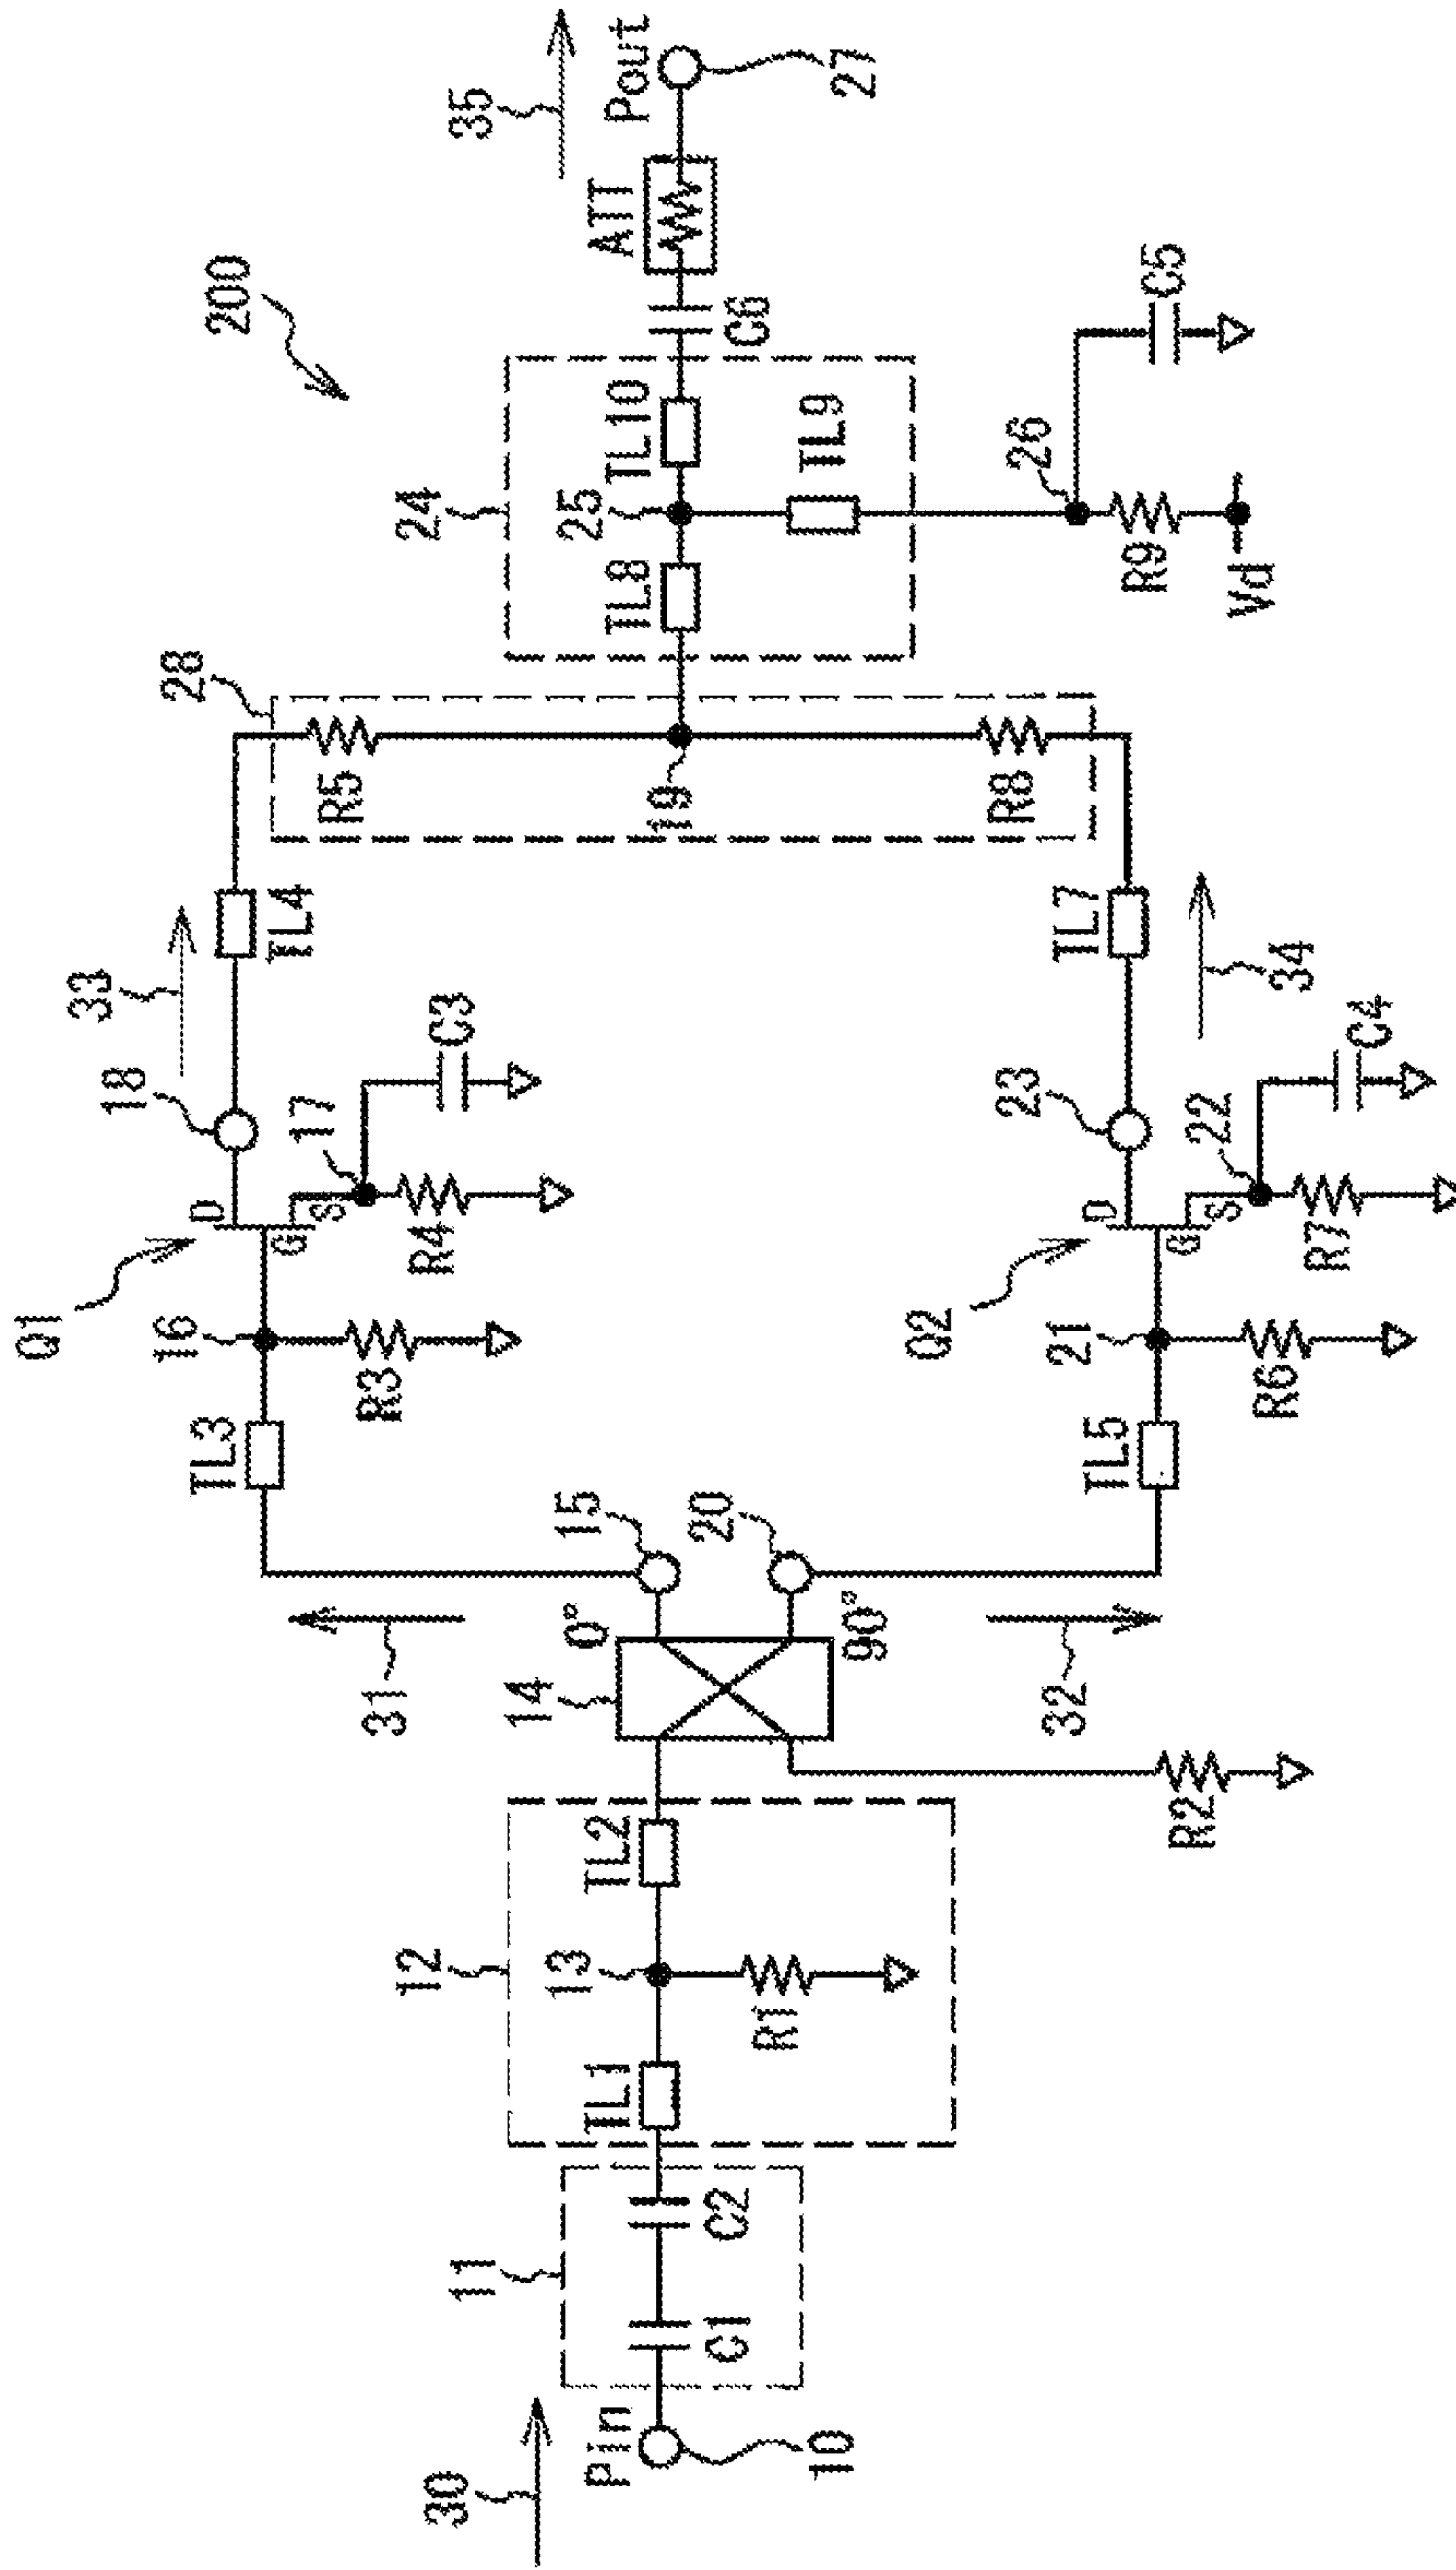 200
30
Pin
10
11
C1
C2
12
TL1
13
TL2
R1
14
0°
90°
R2
31
32
15
20
TL3
16
R3
Q1
D
G
S
17
R4
C3
18
33
TL4
TL5
21
R6
Q2
D
G
S
22
R7
C4
23
34
TL7
28
R5
19
R8
24
TL8
25
TL10
TL9
26
R9
Vd
C5
C6
ATT
35
Pout
27